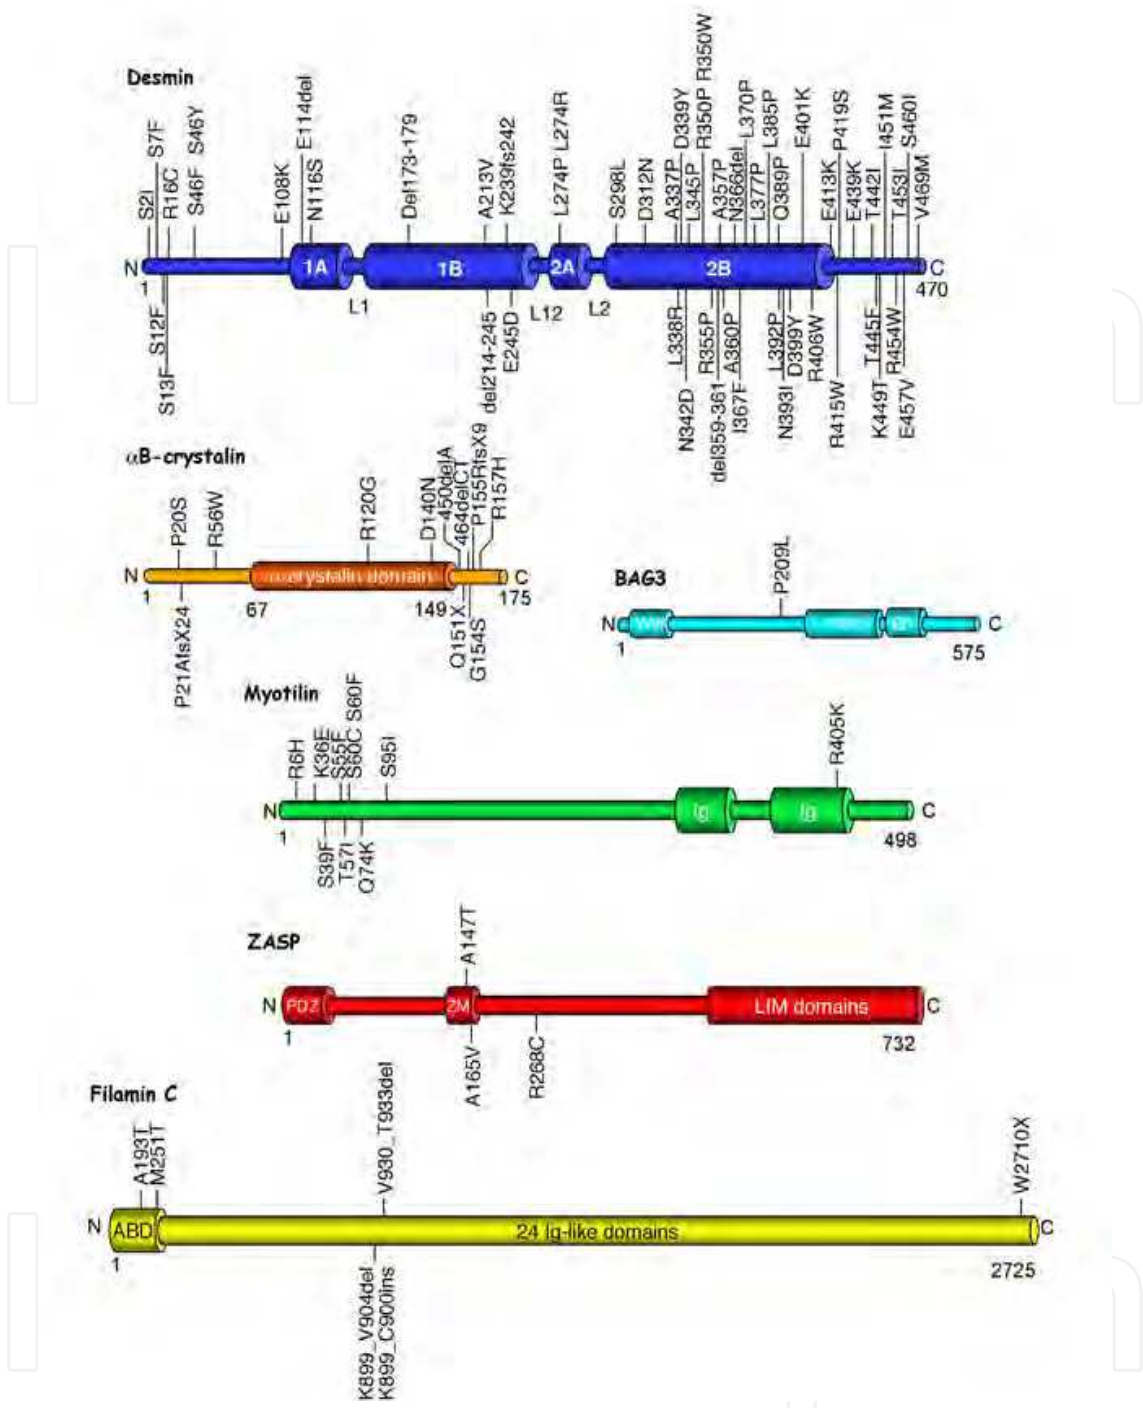 Desmin
S2I
S7F
R16C
S46F S46Y
E108K
E114del
N116S
Del173-179
A213V
K239fs242
L274P L274R
S298L
D312N
A337P
D339Y
L345P
R350P R350W
A357P
N366del
L370P
L377P
L385P
Q389P
E401K
E413K
P419S
E439K
T442I
I451M
T453I
S460I
V469M
N 1A 1B 2A 2B C
1 L1 L12 L2 470
S12F
S13F
del214-245
E245D
L338R
N342D
R355P
del359-361
A360P
I367F
L392P
N393I
D399Y
R406W
R415W
T445F
K449T
R454W
E457V
αB-crystalin
P20S
R56W
R120G
D140N
450delA
464delCT
P155RfsX9
R157H
N α-crystalin domain C
1 67 149 175
P21AfsX24
Q151X
G154S
BAG3
P209L
N C
1 575
Myotilin
R6H
K36E
S55F
S60C S60F
S95I
R405K
N Ig Ig C
1 498
S39F
T57I
Q74K
ZASP
A147T
N PDZ ZM LIM domains C
1 732
A165V
R268C
Filamin C
A193T
M251T
V930_T933del
W2710X
N ABD 24 Ig-like domains C
1 2725
K899_V904del
K899_C900ins